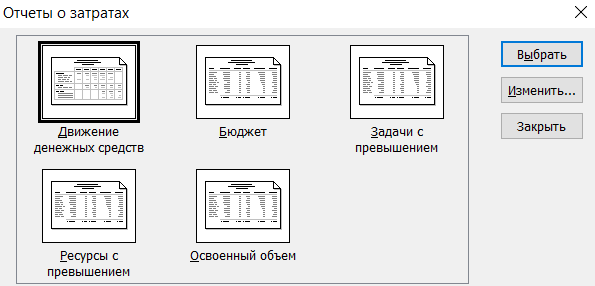 Отчеты о затратах
Выбрать
Движение
денежных средств
Бюджет
Задачи с
превышением
Изменить...
Закрыть
Ресурсы с
превышением
Освоенный объем